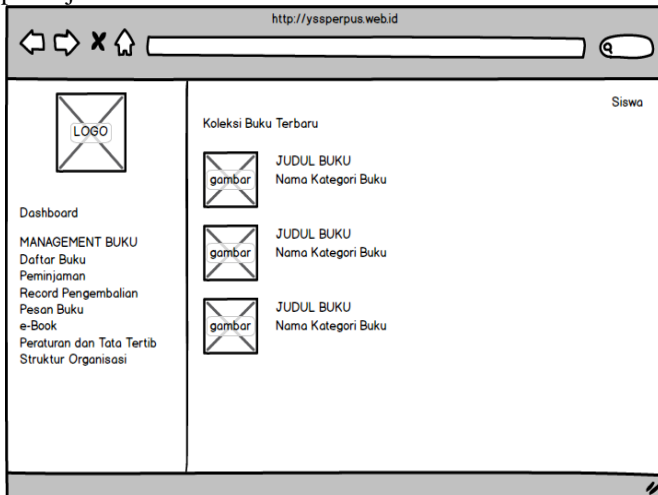 http://yssperpus.web.id
LOGO
Dashboard
MANAGEMENT BUKU
Daftar Buku
Peminjaman
Record Pengembalian
Pesan Buku
e-Book
Peraturan dan Tata Tertib
Struktur Organisasi
Siswa
Koleksi Buku Terbaru
gambar
JUDUL BUKU
Nama Kategori Buku
gambar
JUDUL BUKU
Nama Kategori Buku
gambar
JUDUL BUKU
Nama Kategori Buku